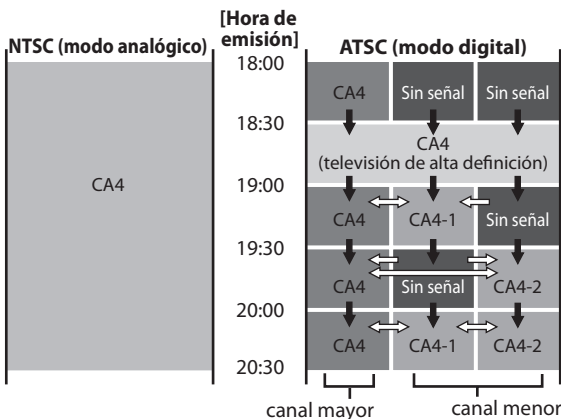 [Hora de
emisión]
NTSC (modo analógico)
ATSC (modo digital)
18:00
CA4
Sin señal
Sin señal
18:30
CA4
(televisión de alta definición)
CA4
19:00
CA4
CA4-1
Sin señal
19:30
CA4
Sin señal
CA4-2
20:00
CA4
CA4-1
CA4-2
20:30
canal mayor
canal menor